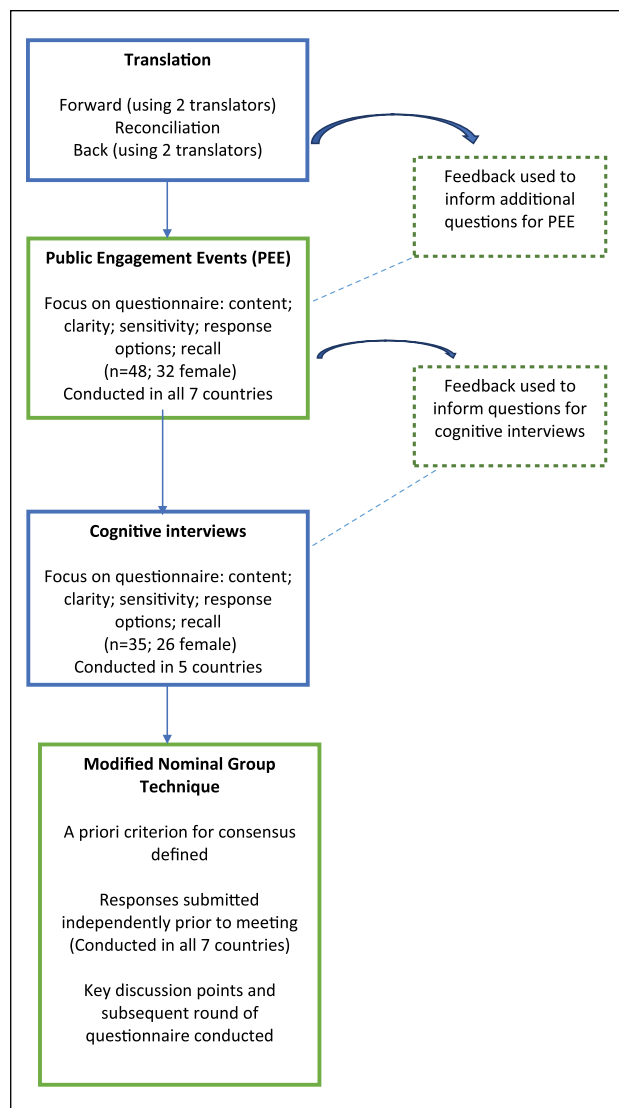 Translation
Forward (using 2 translators)
Reconciliation
Back (using 2 translators)
Feedback used to
inform additional
questions for PEE
Public Engagement Events (PEE)
Focus on questionnaire: content;
clarity; sensitivity; response
options; recall
(n=48; 32 female)
Conducted in all 7 countries
Feedback used to
inform questions for
cognitive interviews
Cognitive interviews
Focus on questionnaire: content;
clarity; sensitivity; response
options; recall
(n=35; 26 female)
Conducted in 5 countries
Modified Nominal Group
Technique
A priori criterion for consensus
defined
Responses submitted
independently prior to meeting
(Conducted in all 7 countries)
Key discussion points and
subsequent round of
questionnaire conducted